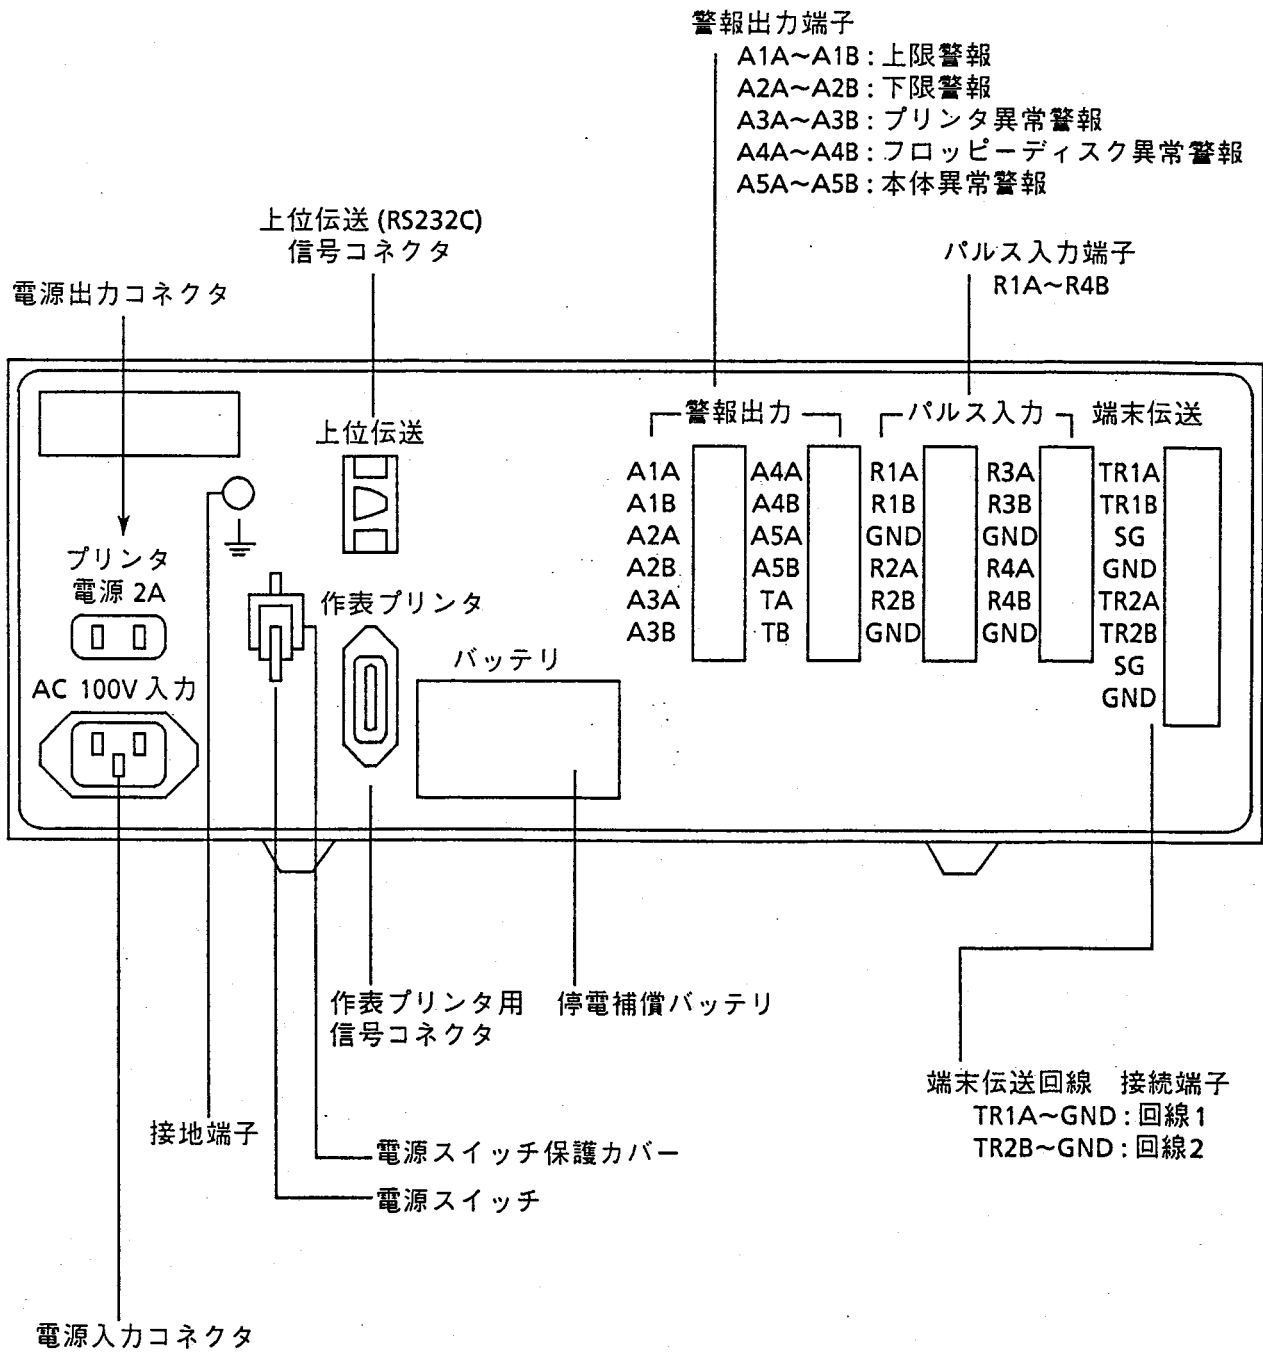 警報出力端子
A1A~A1B : 上限警報
A2A~A2B : 下限警報
A3A~A3B : プリンタ異常警報
A4A~A4B : フロッピーディスク異常警報
A5A~A5B : 本体異常警報
上位伝送 (RS232C)
信号コネクタ
パルス入力端子
R1A~R4B
電源出力コネクタ
警報出力
パルス入力
端末伝送
上位伝送
A1A
A1B
A2A
A2B
A3A
A3B
A4A
A4B
A5A
A5B
TA
TB
R1A
R1B
GND
R2A
R2B
GND
R3A
R3B
GND
R4A
R4B
GND
TR1A
TR1B
SG
GND
TR2A
TR2B
SG
GND
プリンタ
電源 2A
作表プリンタ
バッテリ
AC 100V 入力
作表プリンタ用
信号コネクタ
停電補償バッテリ
端末伝送回線 接続端子
TR1A~GND : 回線1
TR2B~GND : 回線2
接地端子
電源スイッチ保護カバー
電源スイッチ
電源入力コネクタ